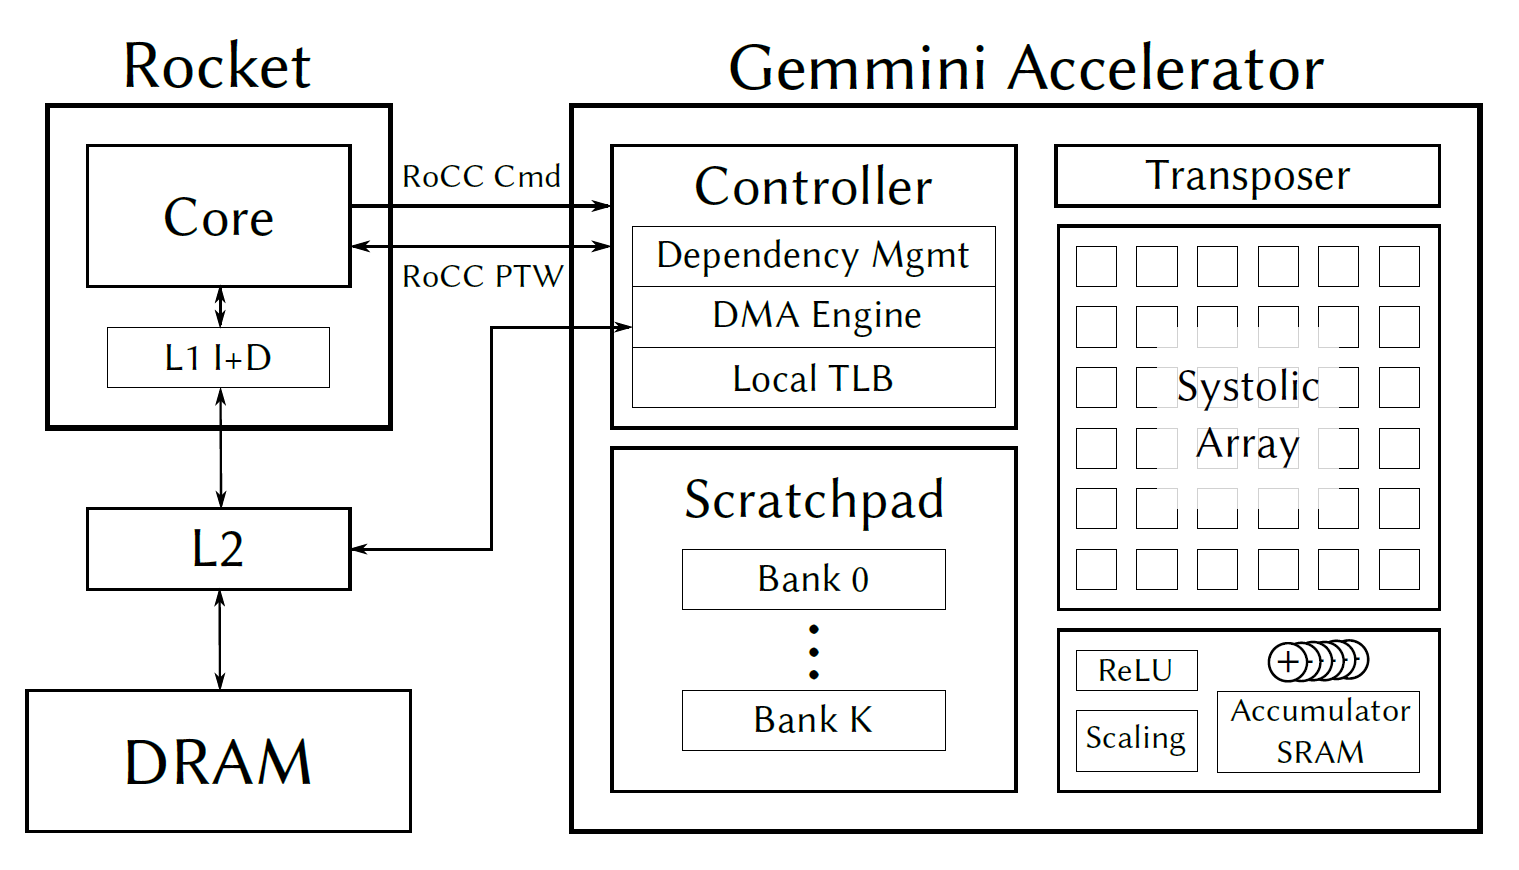 Rocket
Core
L1 I+D
L2
DRAM
RoCC Cmd
RoCC PTW
Gemmini Accelerator
Controller
Dependency Mgmt
DMA Engine
Local TLB
Scratchpad
Bank 0
Bank K
Transposer
Systolic
Array
ReLU
Scaling
+
Accumulator
SRAM